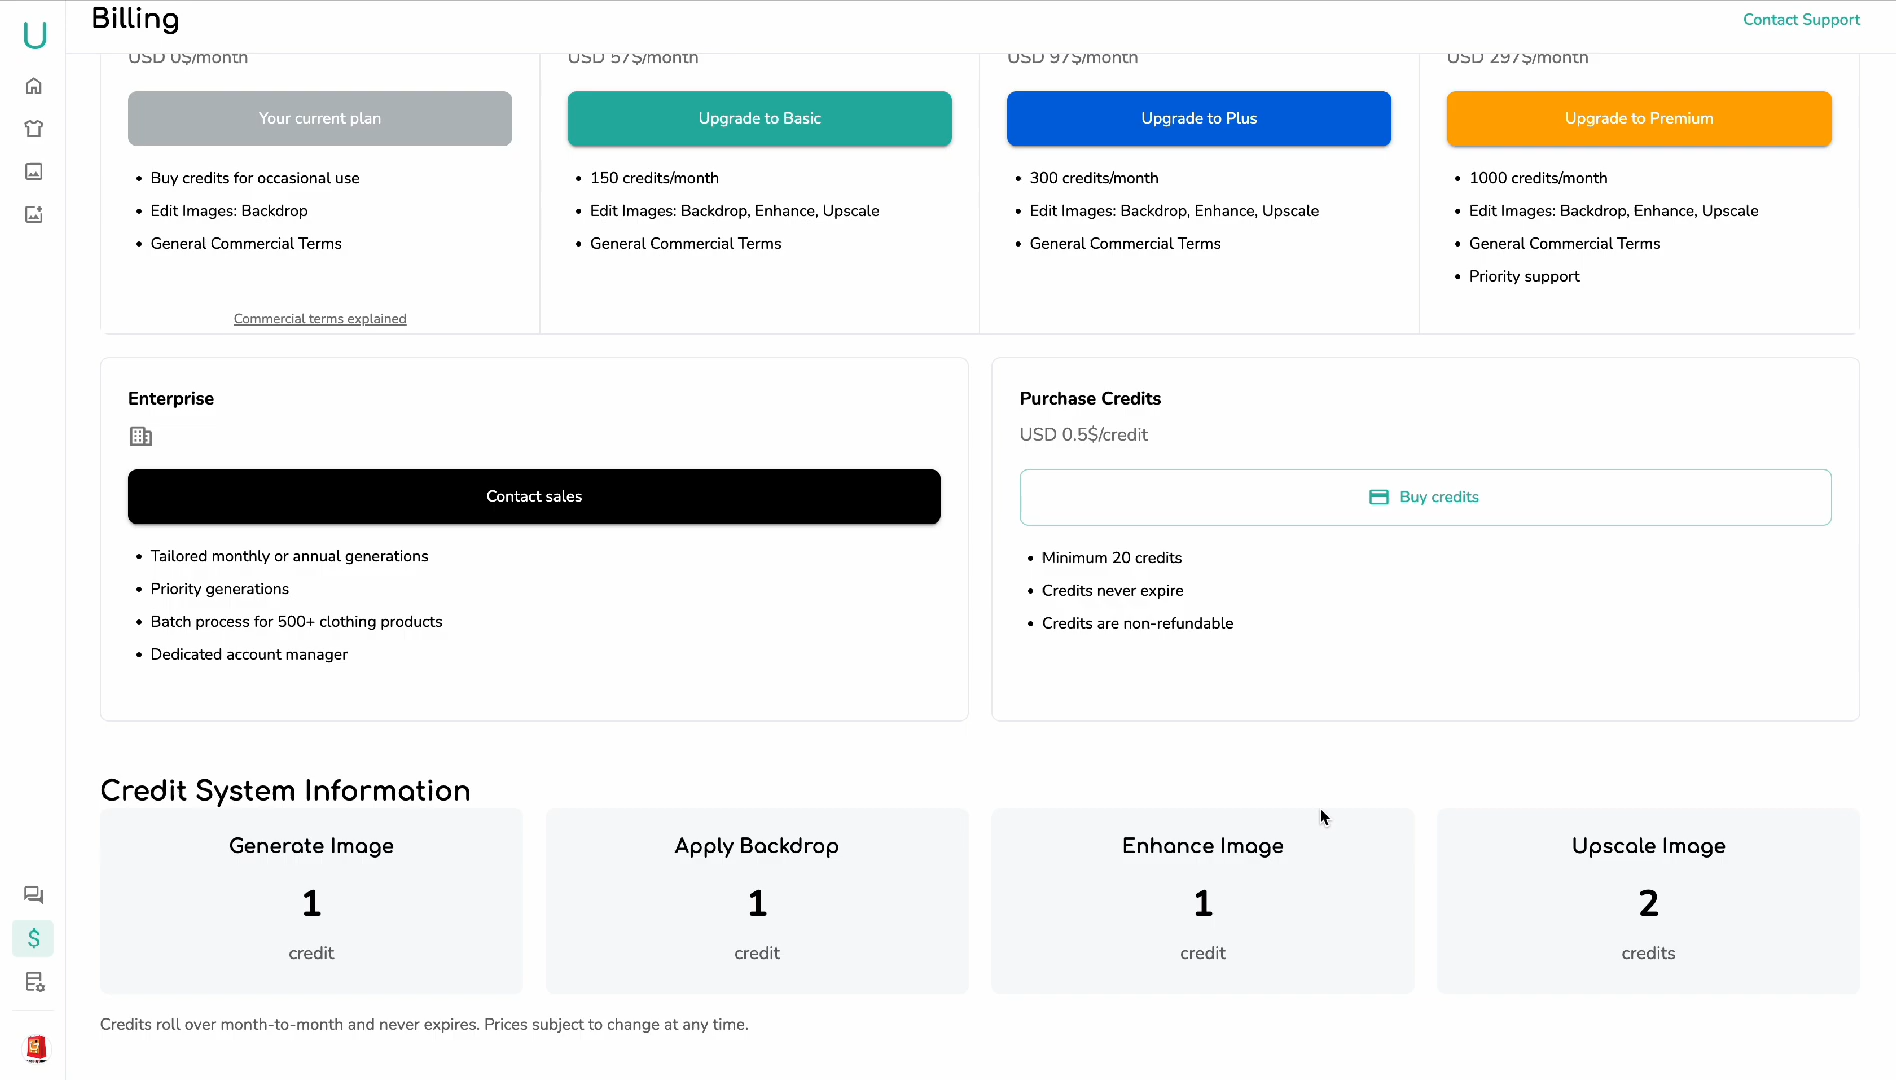 Billing
Contact Support
USD 0$/month
USD 57$/month
USD 97$/month
USD 297$/month
Your current plan
Upgrade to Basic
Upgrade to Plus
Upgrade to Premium
• Buy credits for occasional use
• Edit Images: Backdrop
• General Commercial Terms
Commercial terms explained
• 150 credits/month
• Edit Images: Backdrop, Enhance, Upscale
• General Commercial Terms
• 300 credits/month
• Edit Images: Backdrop, Enhance, Upscale
• General Commercial Terms
• 1000 credits/month
• Edit Images: Backdrop, Enhance, Upscale
• General Commercial Terms
• Priority support
Enterprise
Contact sales
• Tailored monthly or annual generations
• Priority generations
• Batch process for 500+ clothing products
• Dedicated account manager
Purchase Credits
USD 0.5$/credit
Buy credits
• Minimum 20 credits
• Credits never expire
• Credits are non-refundable
Credit System Information
Generate Image
1
credit
Apply Backdrop
1
credit
Enhance Image
1
credit
Upscale Image
2
credits
Credits roll over month-to-month and never expires. Prices subject to change at any time.